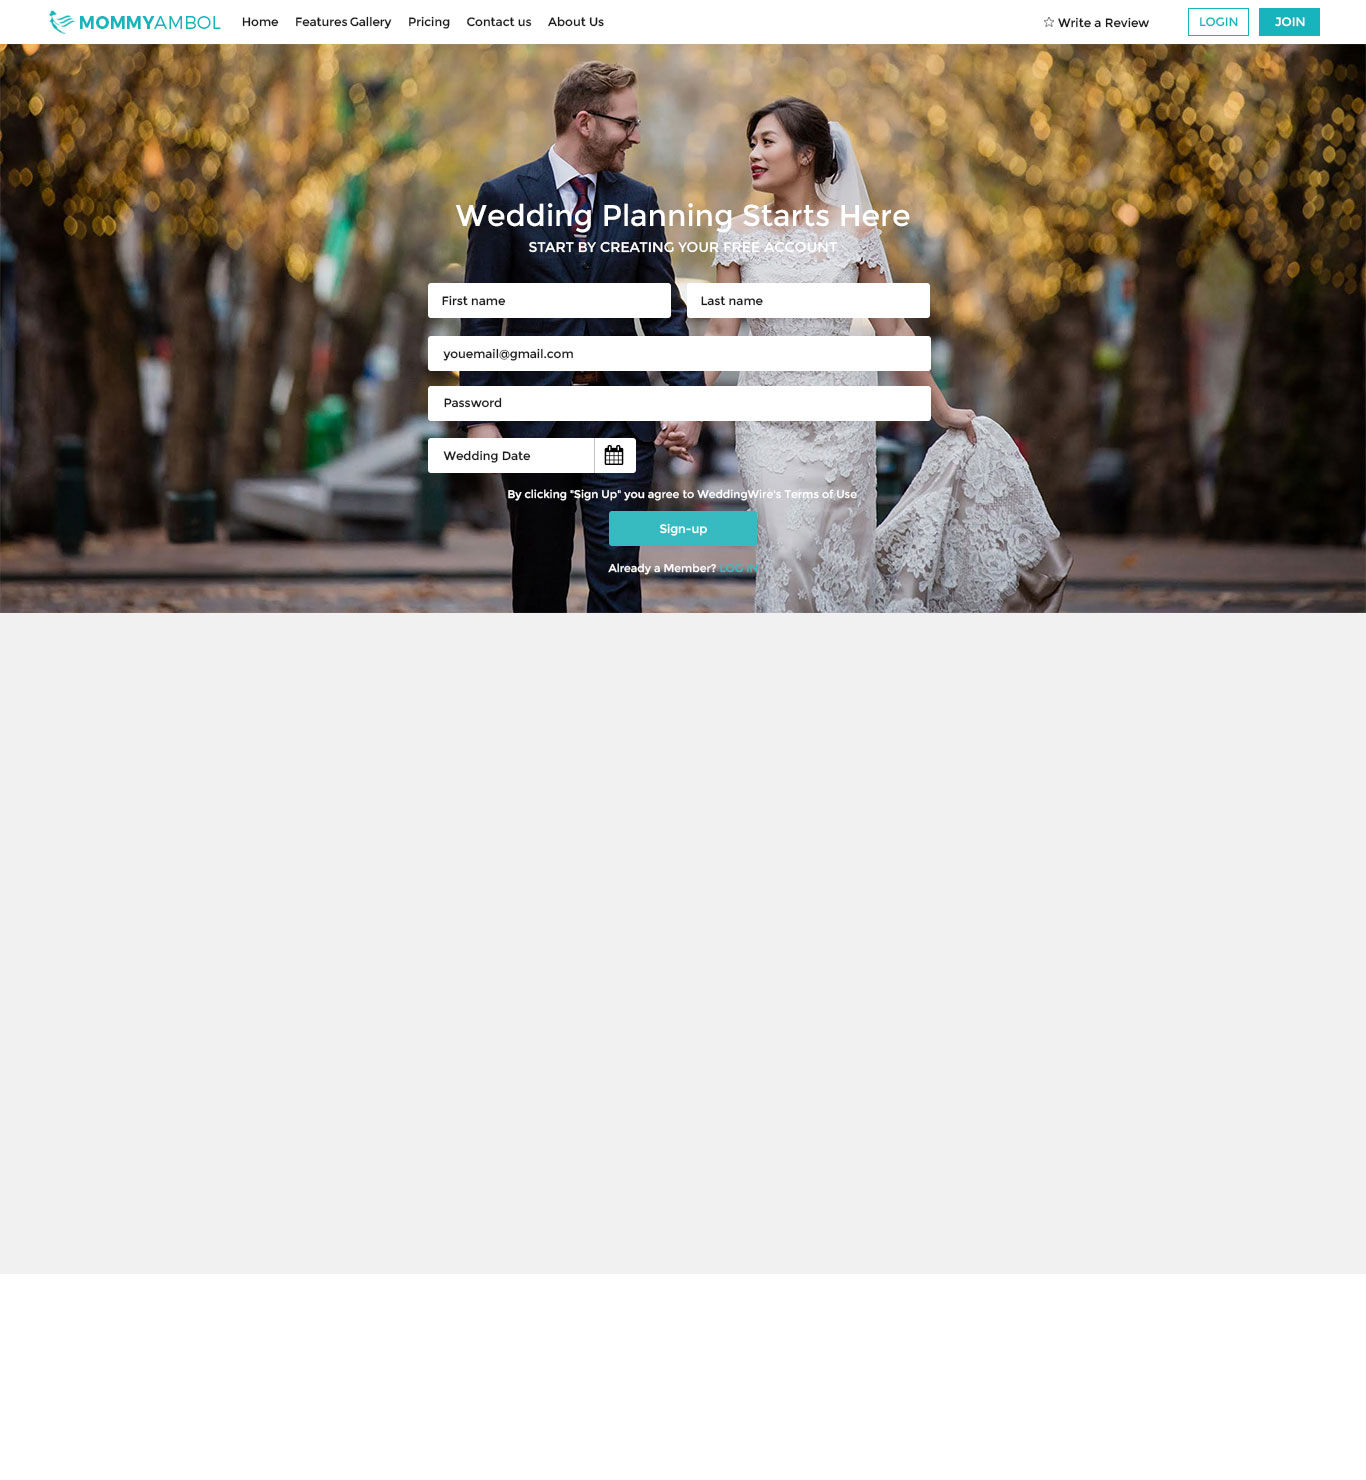 MOMMYAMBOL Home Features Gallery Pricing Contact us About Us Write a Review LOGIN JOIN
Wedding Planning Starts Here
START BY CREATING YOUR FREE ACCOUNT
First name Last name
youemail@gmail.com
Password
Wedding Date
By clicking "Sign Up" you agree to WeddingWire's Terms of Use
Sign-up
Already a Member? LOG IN